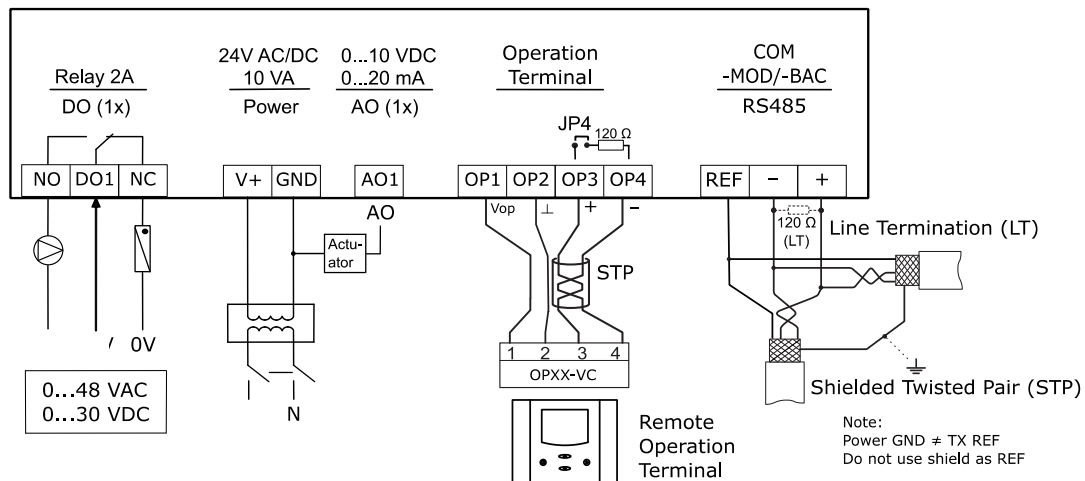 Relay 2A
DO (1x)
24V AC/DC
10 VA
Power
0...10 VDC
0...20 mA
AO (1x)
Operation
Terminal
COM
-MOD/-BAC
RS485
JP4
120 Ω
NO DO1 NC
V+ GND
AO1
OP1 OP2 OP3 OP4
REF − +
Vop ⊥ + −
AO
Actu-
ator
STP
120 Ω
(LT)
Line Termination (LT)
0V
0...48 VAC
0...30 VDC
N
1 2 3 4
OPXX-VC
Remote
Operation
Terminal
Shielded Twisted Pair (STP)
Note:
Power GND ≠ TX REF
Do not use shield as REF